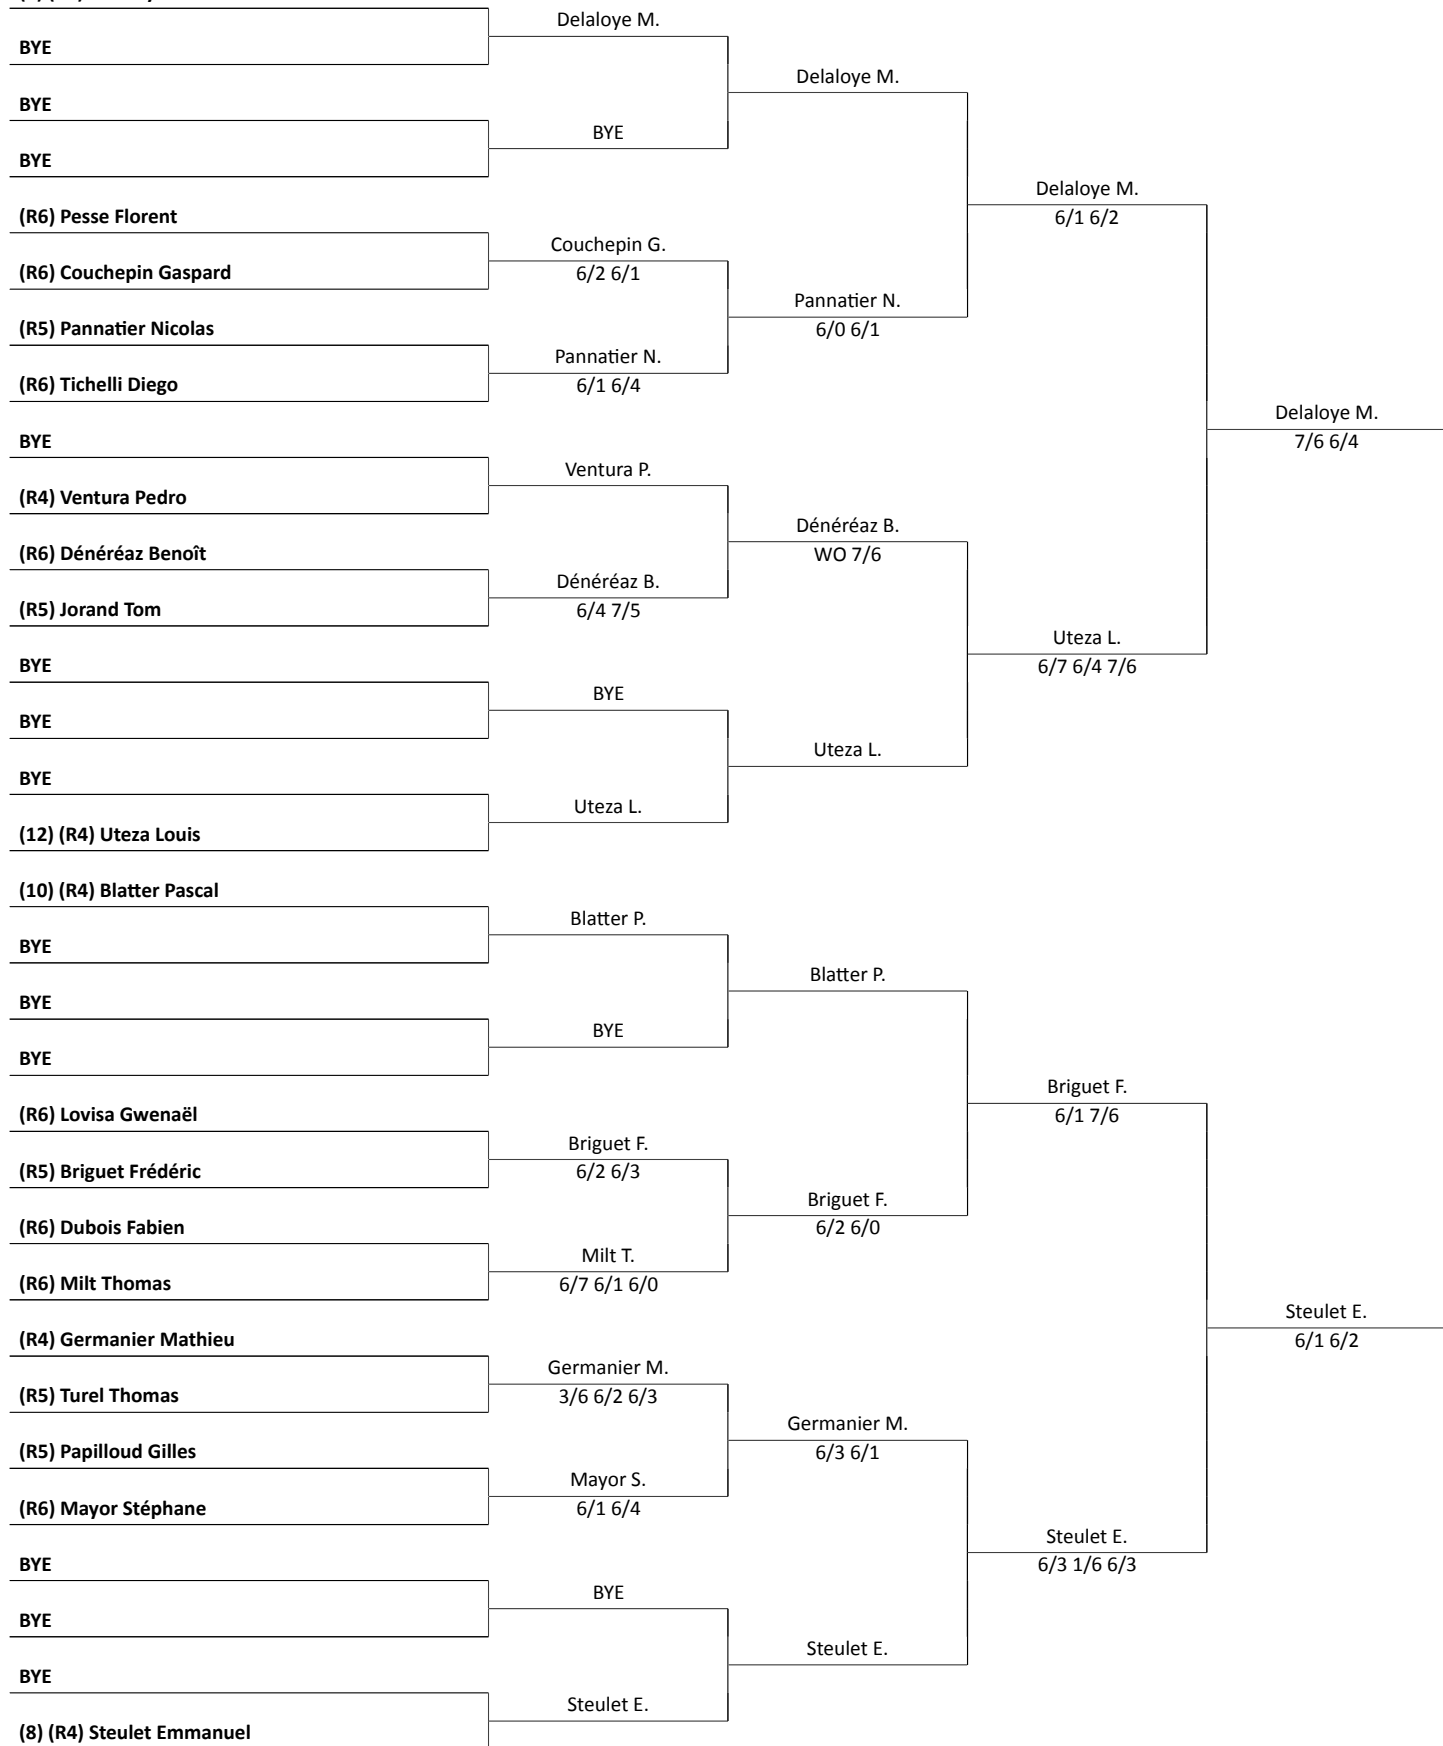 Delaloye M.
BYE
Delaloye M.
BYE
BYE
BYE
Delaloye M.
6/1 6/2
(R6) Pesse Florent
Couchepin G.
6/2 6/1
(R6) Couchepin Gaspard
Pannatier N.
6/0 6/1
(R5) Pannatier Nicolas
Pannatier N.
6/1 6/4
(R6) Tichelli Diego
Delaloye M.
7/6 6/4
BYE
Ventura P.
(R4) Ventura Pedro
Dénéréaz B.
WO 7/6
(R6) Dénéréaz Benoît
Dénéréaz B.
6/4 7/5
(R5) Jorand Tom
Uteza L.
6/7 6/4 7/6
BYE
BYE
BYE
Uteza L.
BYE
Uteza L.
(12) (R4) Uteza Louis
(10) (R4) Blatter Pascal
Blatter P.
BYE
Blatter P.
BYE
BYE
BYE
Briguet F.
6/1 7/6
(R6) Lovisa Gwenaël
Briguet F.
6/2 6/3
(R5) Briguet Frédéric
Briguet F.
6/2 6/0
(R6) Dubois Fabien
Milt T.
6/7 6/1 6/0
(R6) Milt Thomas
Steulet E.
6/1 6/2
(R4) Germanier Mathieu
Germanier M.
3/6 6/2 6/3
(R5) Turel Thomas
Germanier M.
6/3 6/1
(R5) Papilloud Gilles
Mayor S.
6/1 6/4
(R6) Mayor Stéphane
Steulet E.
6/3 1/6 6/3
BYE
BYE
BYE
Steulet E.
BYE
Steulet E.
(8) (R4) Steulet Emmanuel